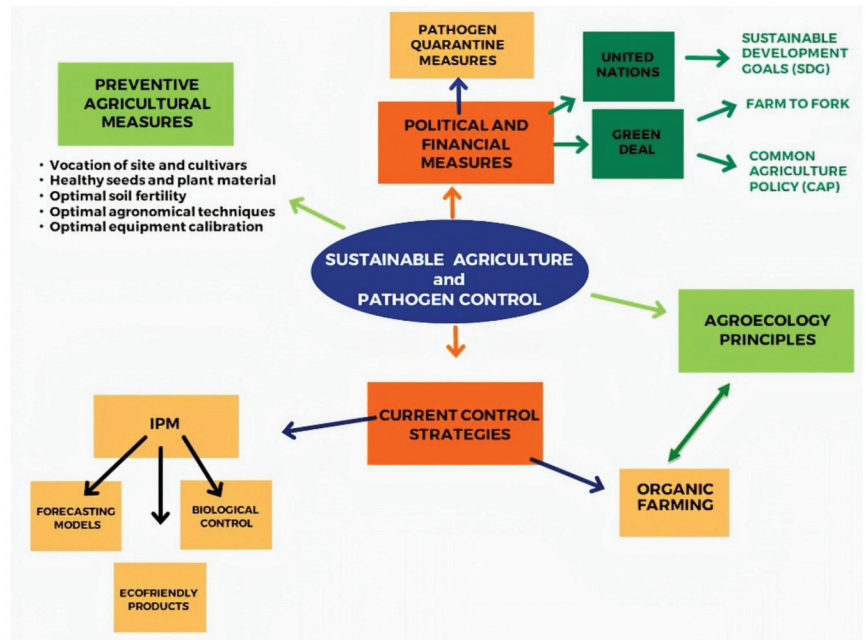 PATHOGEN
QUARANTINE
MEASURES
UNITED
NATIONS
SUSTAINABLE
DEVELOPMENT
GOALS (SDG)
PREVENTIVE
AGRICULTURAL
MEASURES
POLITICAL AND
FINANCIAL
MEASURES
GREEN
DEAL
FARM TO FORK
COMMON
AGRICULTURE
POLICY (CAP)
• Vocation of site and cultivars
• Healthy seeds and plant material
• Optimal soil fertility
• Optimal agronomical techniques
• Optimal equipment calibration
SUSTAINABLE AGRICULTURE
and
PATHOGEN CONTROL
AGROECOLOGY
PRINCIPLES
CURRENT CONTROL
STRATEGIES
IPM
FORECASTING
MODELS
BIOLOGICAL
CONTROL
ECOFRIENDLY
PRODUCTS
ORGANIC
FARMING